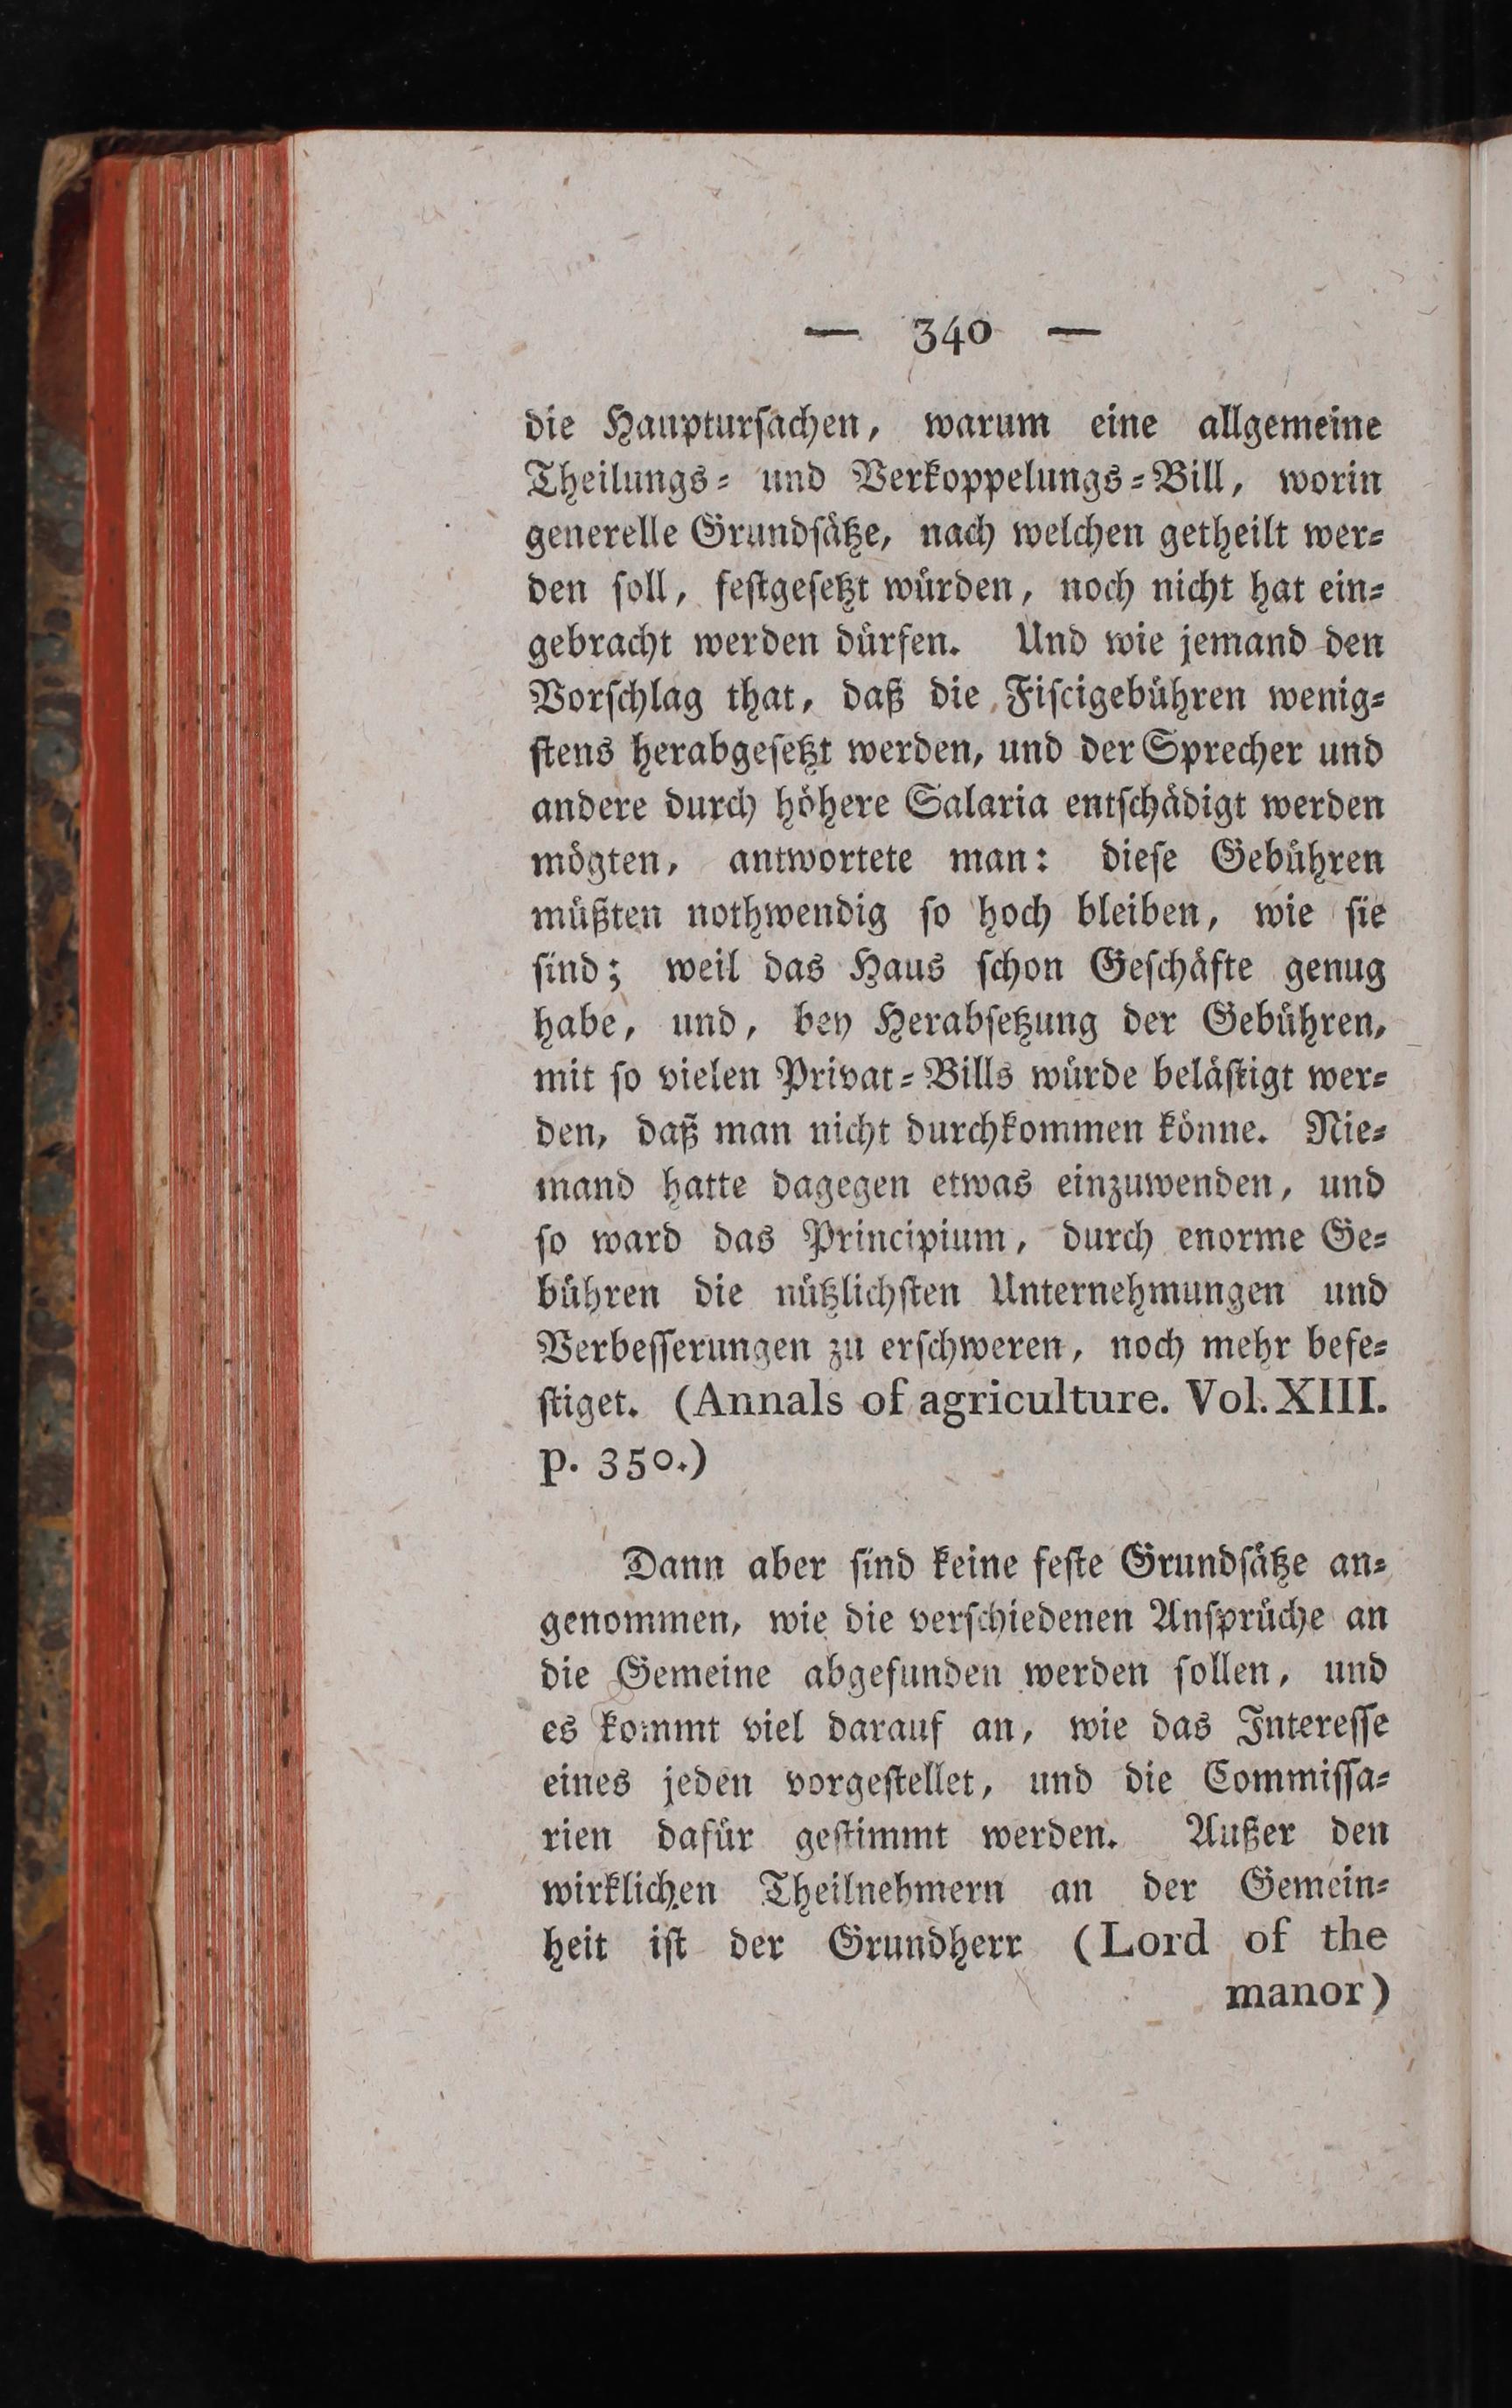 — 340 —
die Haupturſachen, warum eine allgemeine
Theilungs- und Verkoppelungs-Bill, worin
generelle Grundſätze, nach welchen getheilt wer-
den ſoll, feſtgeſetzt würden, noch nicht hat ein-
gebracht werden dürfen. Und wie jemand den
Vorſchlag that, daß die Fiſcigebühren wenig-
ſtens herabgeſetzt werden, und der Sprecher und
andere durch höhere Salaria entſchädigt werden
mögten, antwortete man: dieſe Gebühren
müßten nothwendig ſo hoch bleiben, wie ſie
ſind; weil das Haus ſchon Geſchäfte genug
habe, und, bey Herabſetzung der Gebühren,
mit ſo vielen Privat-Bills würde beläſtigt wer-
den, daß man nicht durchkommen könne. Nie-
mand hatte dagegen etwas einzuwenden, und
ſo ward das Principium, durch enorme Ge-
bühren die nützlichſten Unternehmungen und
Verbeſſerungen zu erſchweren, noch mehr befe-
ſtiget. (Annals of agriculture. Vol. XIII.
p. 350.)
Dann aber ſind keine feſte Grundſätze an-
genommen, wie die verſchiedenen Anſprüche an
die Gemeine abgefunden werden ſollen, und
es kommt viel darauf an, wie das Intereſſe
eines jeden vorgeſtellet, und die Commiſſa-
rien dafür geſtimmt werden. Außer den
wirklichen Theilnehmern an der Gemein-
heit iſt der Grundherr (Lord of the
manor)